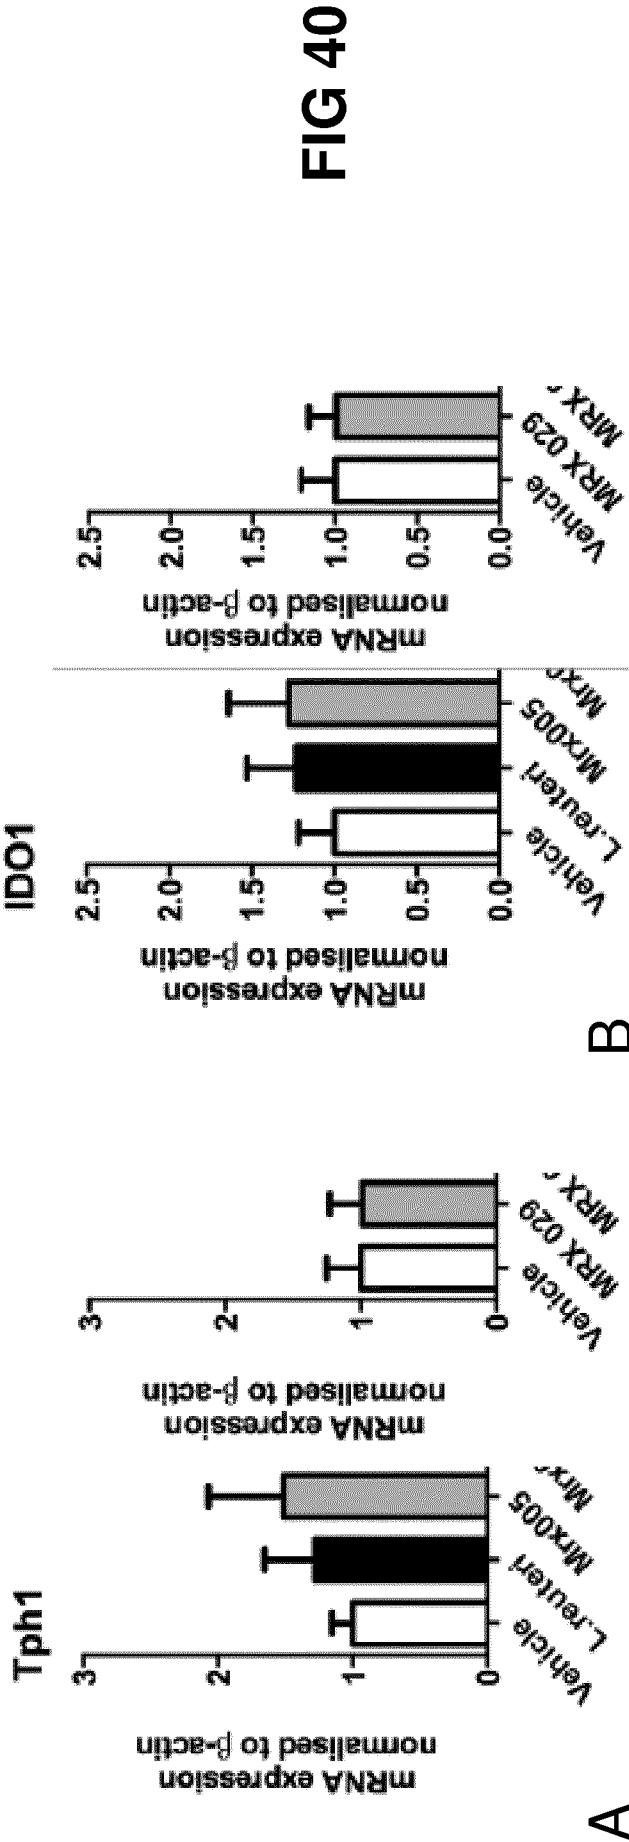 A
Tph1
mRNA expression
normalised to β-actin
3
2
1
0
Vehicle
L.reuteri
Mrx005
mRNA expression
normalised to β-actin
3
2
1
0
Vehicle
MRX 029
MRX
B
IDO1
mRNA expression
normalised to β-actin
2.5
2.0
1.5
1.0
0.5
0.0
Vehicle
L.reuteri
Mrx005
mRNA expression
normalised to β-actin
2.5
2.0
1.5
1.0
0.5
0.0
Vehicle
MRX 029
MRX
FIG 40